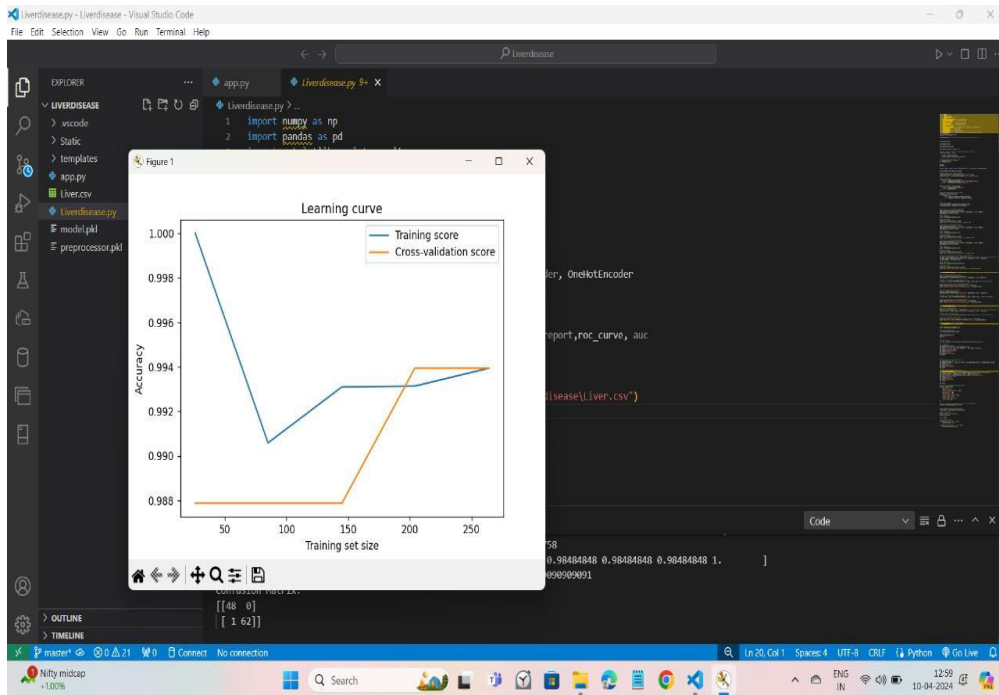 Liverdisease.py - Liverdisease - Visual Studio Code
File Edit Selection View Go Run Terminal Help
Liverdisease
EXPLORER
LIVERDISEASE
.vscode
Static
templates
app.py
Liver.csv
Liverdisease.py
model.pkl
preprocessor.pkl
OUTLINE
TIMELINE
app.py Liverdisease.py 9+
Liverdisease.py > ...
1 import numpy as np
2 import pandas as pd
der, OneHotEncoder
report,roc_curve, auc
disease\Liver.csv")
Figure 1
Learning curve
Training score
Cross-validation score
Accuracy
1.000
0.998
0.996
0.994
0.992
0.990
0.988
50 100 150 200 250
Training set size
Code
58
0.98484848 0.98484848 0.98484848 1. ]
090909091
Confusion Matrix:
[[48 0]
[ 1 62]]
master* 0 21 0 Connect No connection Ln 20, Col 1 Spaces: 4 UTF-8 CRLF Python Go Live
Nifty midcap
+1.00%
Search
ENG
IN
12:59
10-04-2024